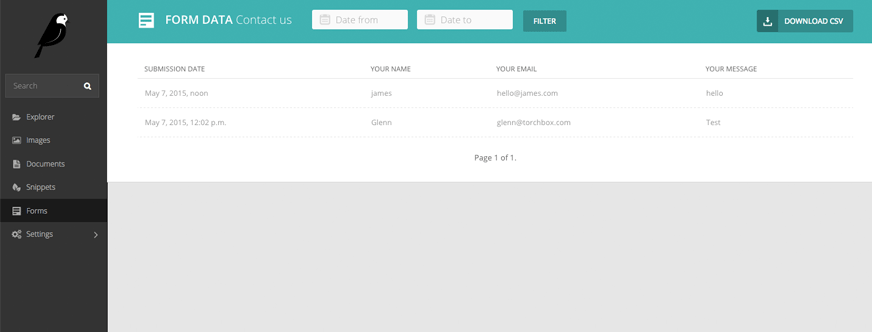 FORM DATA Contact us
Date from
Date to
FILTER
DOWNLOAD CSV
Search
Explorer
Images
Documents
Snippets
Forms
Settings
SUBMISSION DATE YOUR NAME YOUR EMAIL YOUR MESSAGE
May 7, 2015, noon james hello@james.com hello
May 7, 2015, 12:02 p.m. Glenn glenn@torchbox.com Test
Page 1 of 1.